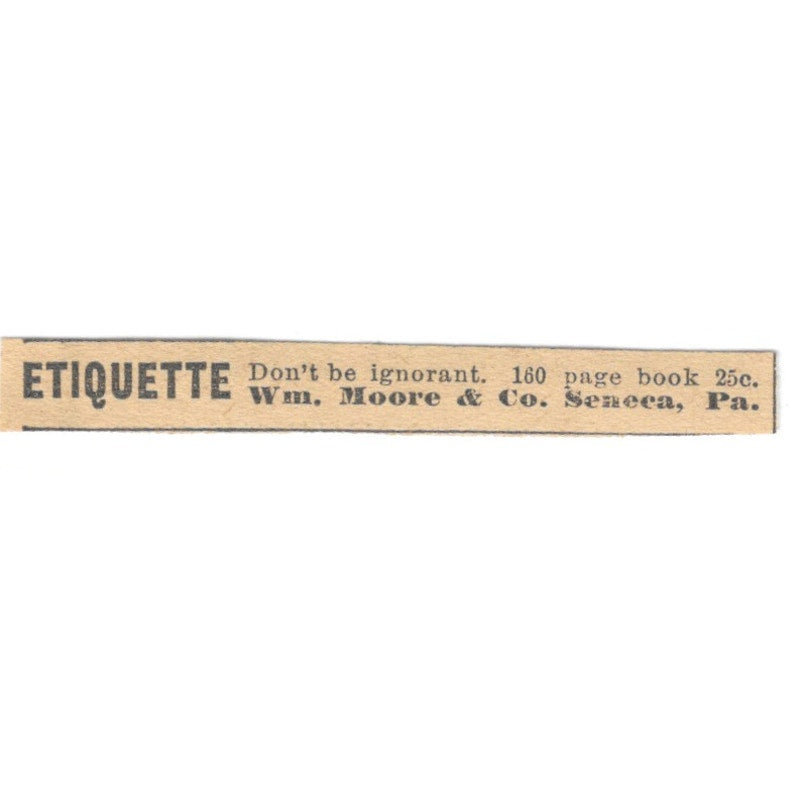 ETIQUETTE
Don't be ignorant. 160 page book 25c.
Wm. Moore & Co. Seneca, Pa.